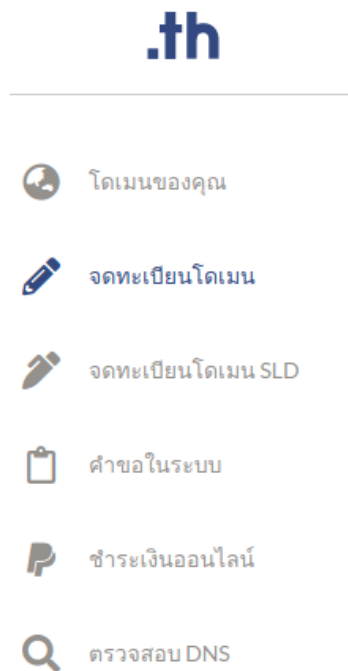 .th
โดเมนของคุณ
จดทะเบียนโดเมน
จดทะเบียนโดเมน SLD
คำขอในระบบ
ชำระเงินออนไลน์
ตรวจสอบ DNS